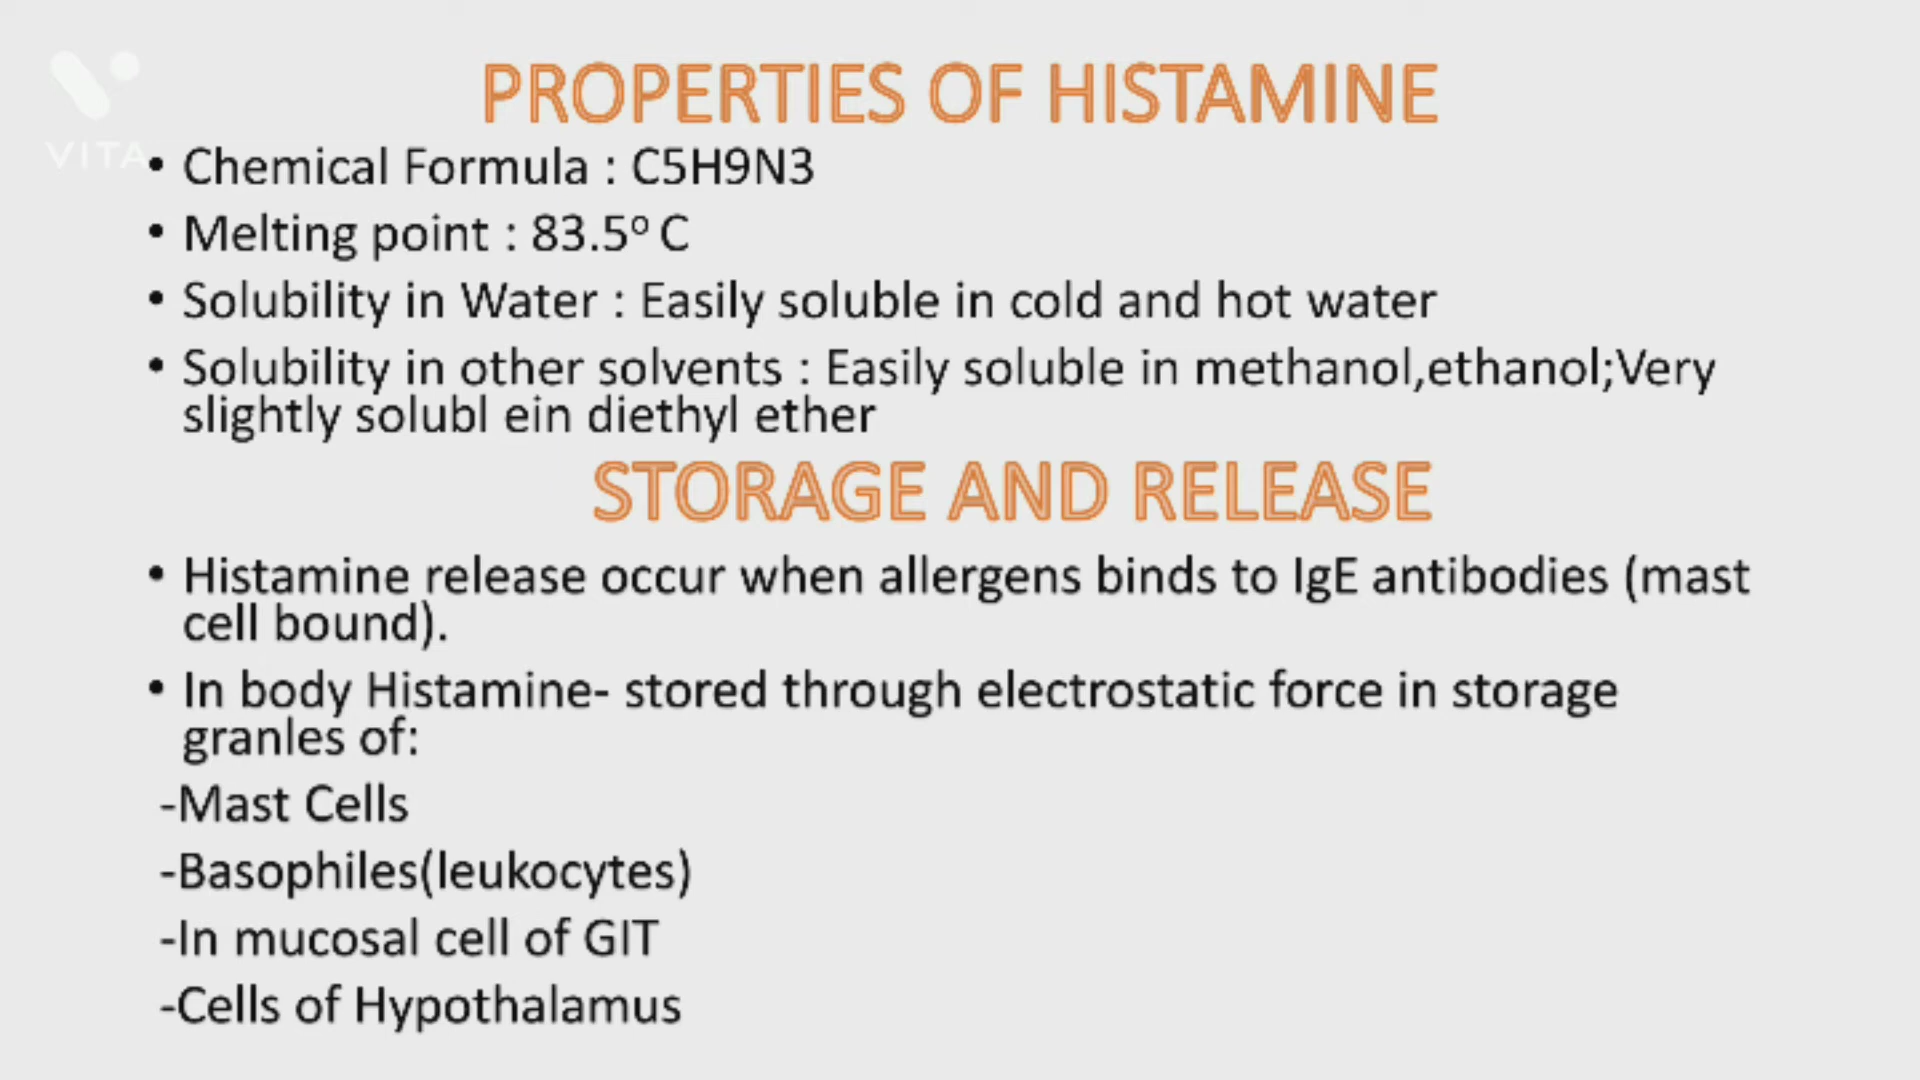 PROPERTIES OF HISTAMINE
VITA
• Chemical Formula : C5H9N3
• Melting point : 83.5º C
• Solubility in Water : Easily soluble in cold and hot water
• Solubility in other solvents : Easily soluble in methanol,ethanol;Very
slightly solubl ein diethyl ether
STORAGE AND RELEASE
• Histamine release occur when allergens binds to IgE antibodies (mast
cell bound).
• In body Histamine- stored through electrostatic force in storage
granles of:
-Mast Cells
-Basophiles(leukocytes)
-In mucosal cell of GIT
-Cells of Hypothalamus